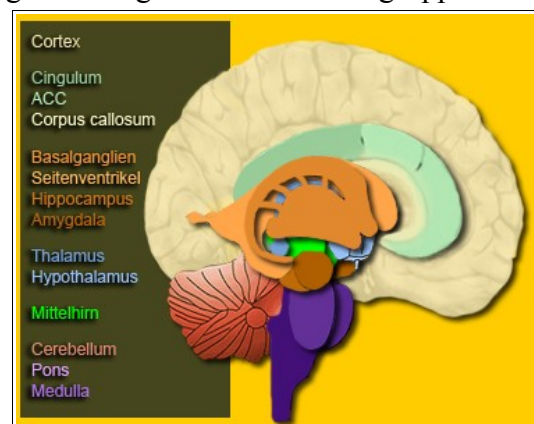 Cortex
Cingulum
ACC
Corpus callosum
Basalganglien
Seitenventrikel
Hippocampus
Amygdala
Thalamus
Hypothalamus
Mittelhirn
Cerebellum
Pons
Medulla